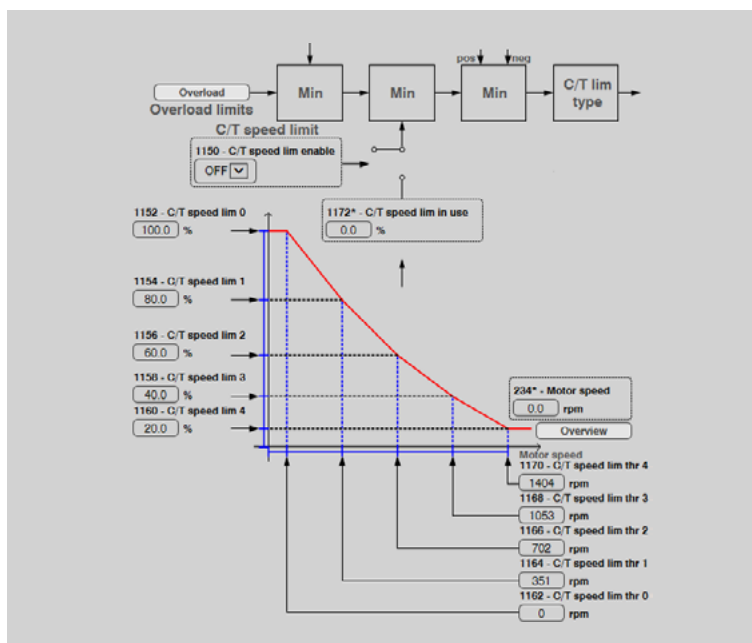 pos neg
Overload
Min
Min
Min
C/T lim type
Overload limits
C/T speed limit
1150 - C/T speed lim enable
OFF
1152 - C/T speed lim 0
100.0 %
1172* - C/T speed lim in use
0.0 %
1154 - C/T speed lim 1
80.0 %
1156 - C/T speed lim 2
60.0 %
1158 - C/T speed lim 3
40.0 %
1160 - C/T speed lim 4
20.0 %
234* - Motor speed
0.0 rpm
Overview
Motor speed
1170 - C/T speed lim thr 4
1404 rpm
1168 - C/T speed lim thr 3
1053 rpm
1166 - C/T speed lim thr 2
702 rpm
1164 - C/T speed lim thr 1
351 rpm
1162 - C/T speed lim thr 0
0 rpm